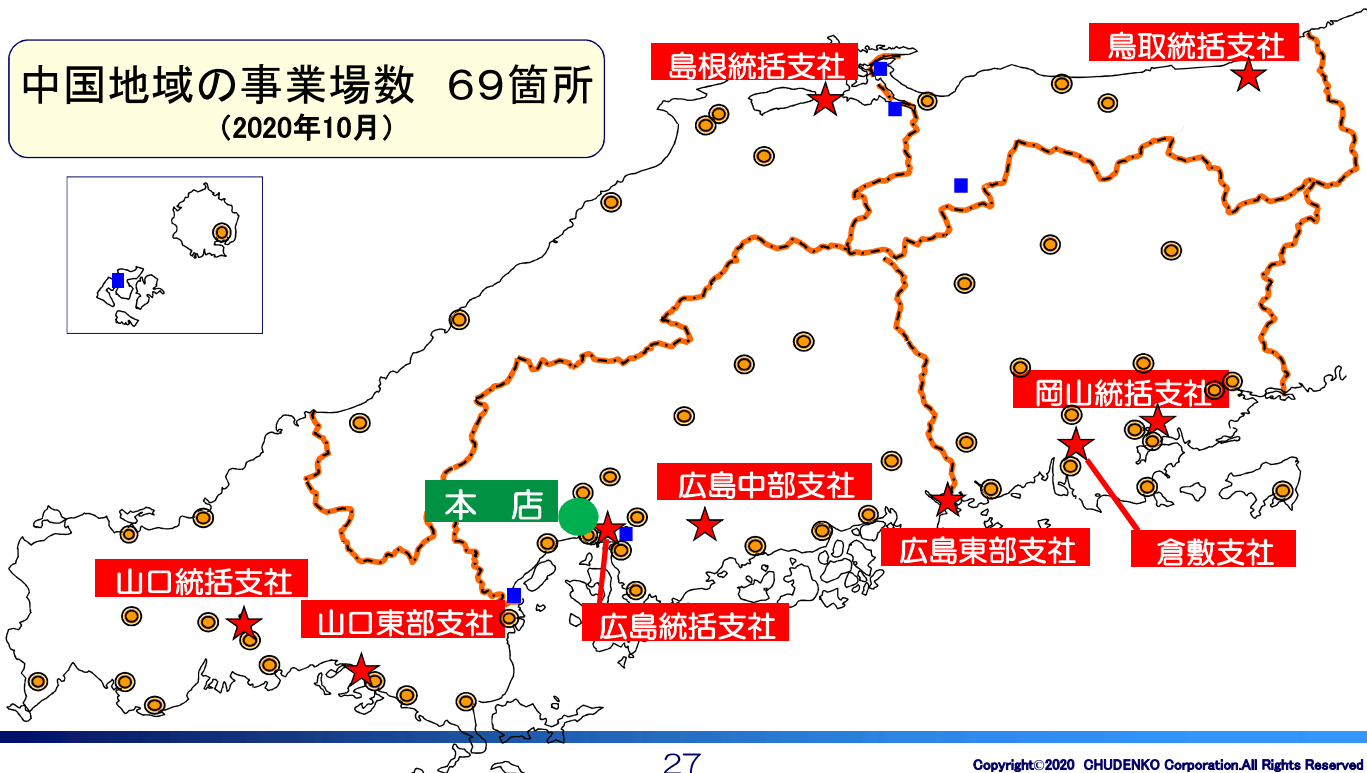 中国地域の事業場数　６９箇所
（2020年10月）
島根統括支社
鳥取統括支社
岡山統括支社
本　店
広島中部支社
広島東部支社
倉敷支社
山口統括支社
山口東部支社
広島統括支社
27
Copyright©2020 CHUDENKO Corporation.All Rights Reserved